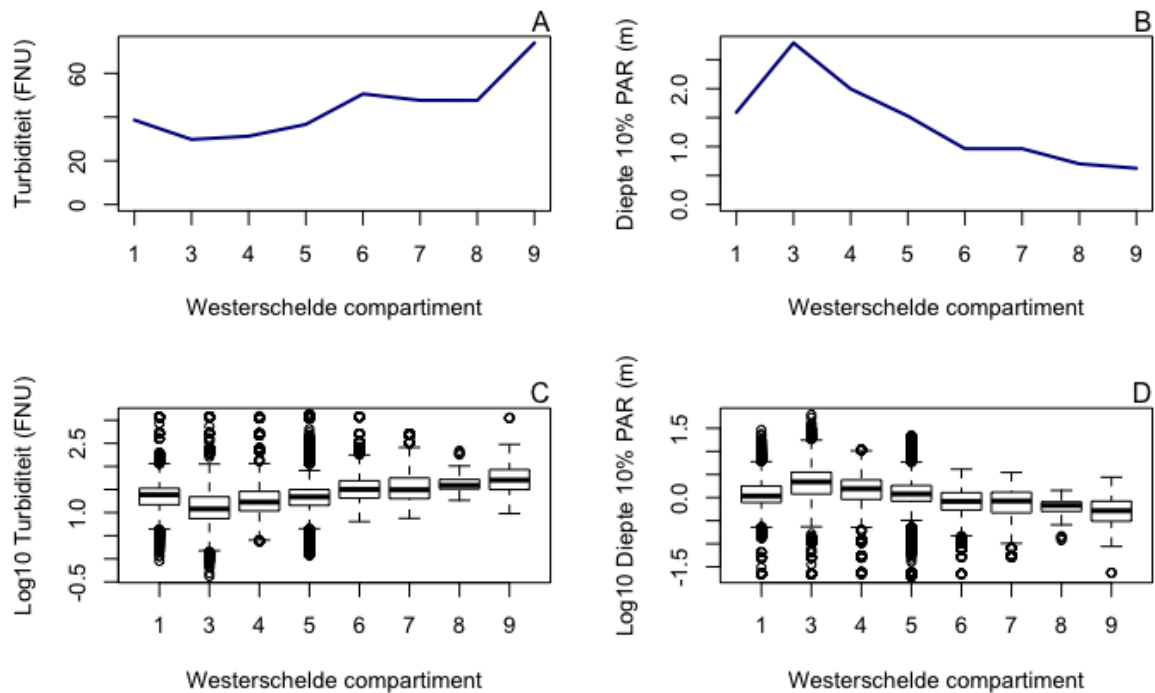 A
Turbiditeit (FNU)
0 20 60
1 3 4 5 6 7 8 9
Westerschelde compartiment
B
Diepte 10% PAR (m)
0.0 1.0 2.0
1 3 4 5 6 7 8 9
Westerschelde compartiment
C
Log10 Turbiditeit (FNU)
-0.5 1.0 2.5
1 3 4 5 6 7 8 9
Westerschelde compartiment
D
Log10 Diepte 10% PAR (m)
-1.5 0.0 1.5
1 3 4 5 6 7 8 9
Westerschelde compartiment